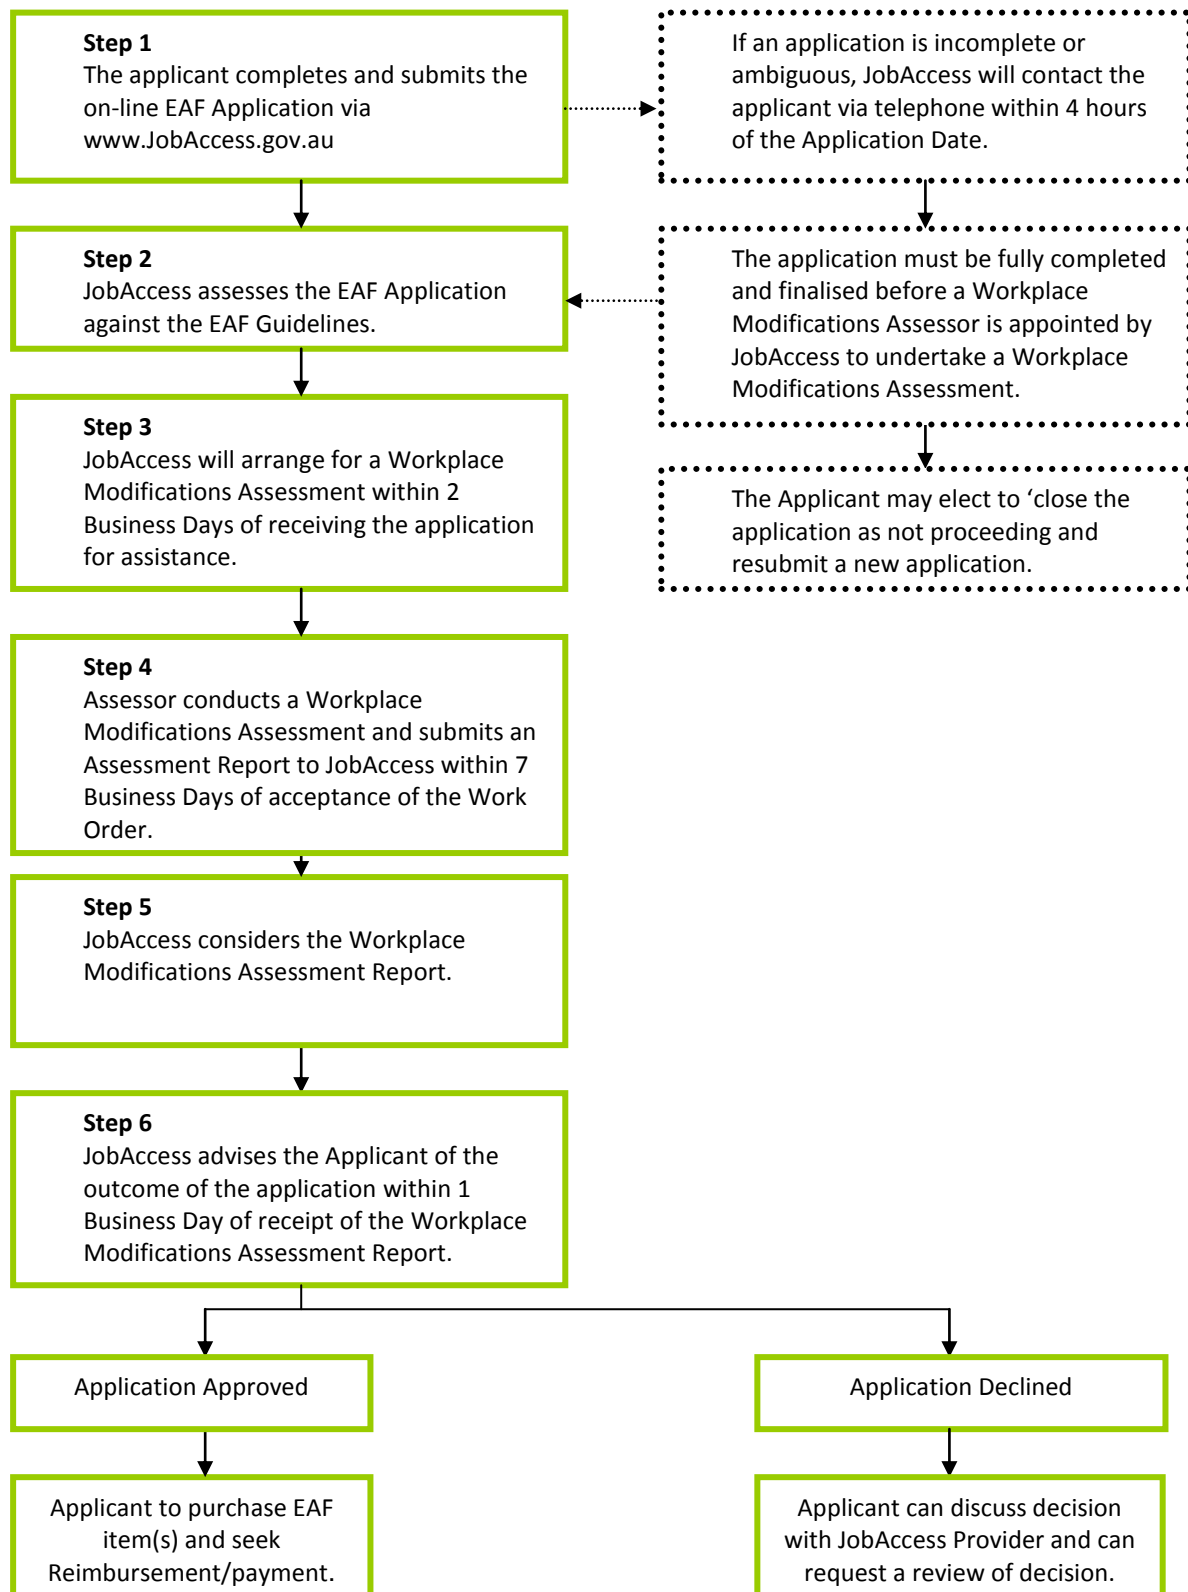 Step 1
The applicant completes and submits the
on-line EAF Application via
www.JobAccess.gov.au
If an application is incomplete or
ambiguous, JobAccess will contact the
applicant via telephone within 4 hours
of the Application Date.
Step 2
JobAccess assesses the EAF Application
against the EAF Guidelines.
The application must be fully completed
and finalised before a Workplace
Modifications Assessor is appointed by
JobAccess to undertake a Workplace
Modifications Assessment.
Step 3
JobAccess will arrange for a Workplace
Modifications Assessment within 2
Business Days of receiving the application
for assistance.
The Applicant may elect to ‘close the
application as not proceeding and
resubmit a new application.
Step 4
Assessor conducts a Workplace
Modifications Assessment and submits an
Assessment Report to JobAccess within 7
Business Days of acceptance of the Work
Order.
Step 5
JobAccess considers the Workplace
Modifications Assessment Report.
Step 6
JobAccess advises the Applicant of the
outcome of the application within 1
Business Day of receipt of the Workplace
Modifications Assessment Report.
Application Approved
Application Declined
Applicant to purchase EAF
item(s) and seek
Reimbursement/payment.
Applicant can discuss decision
with JobAccess Provider and can
request a review of decision.